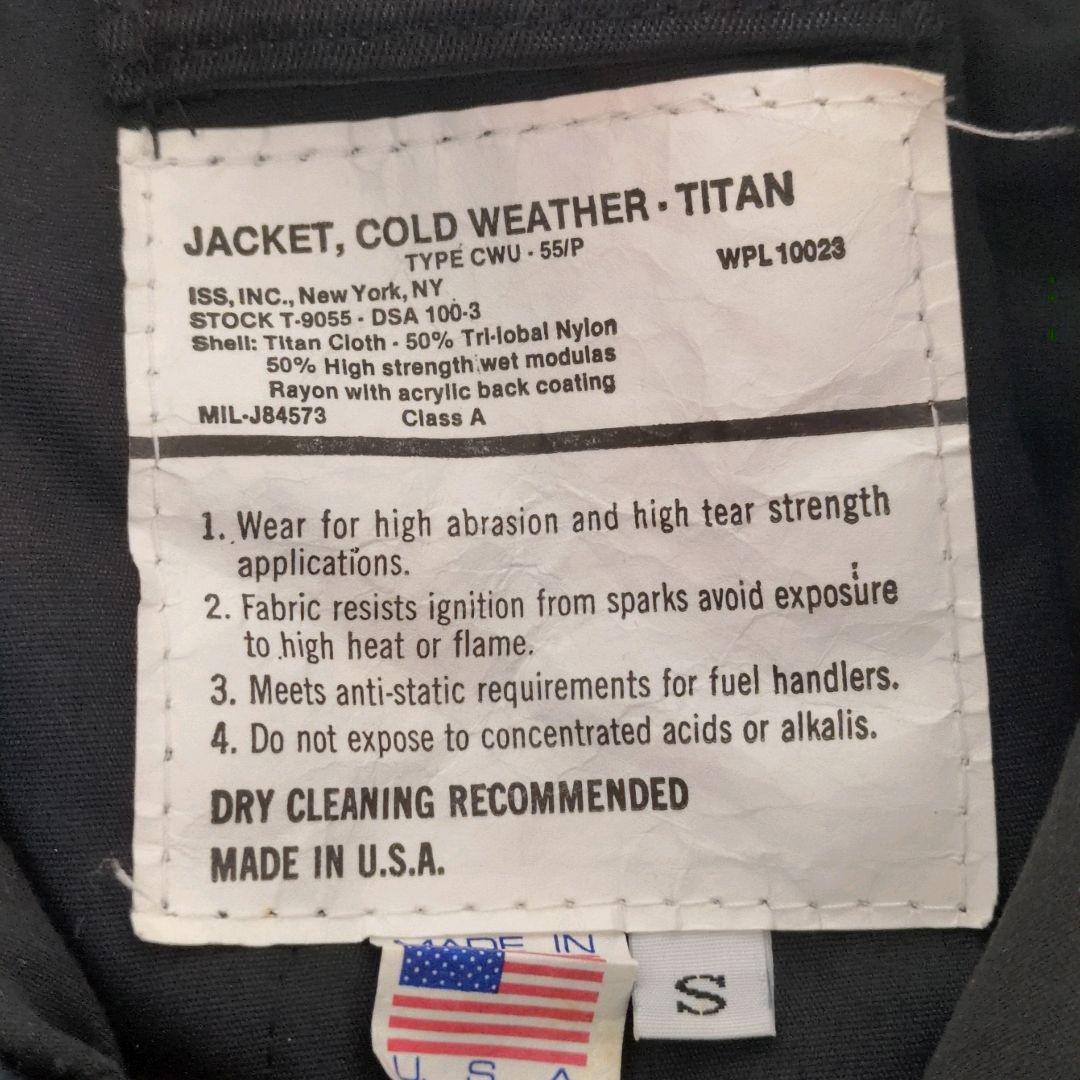 JACKET, COLD WEATHER · TITAN
TYPE CWU · 55/P
WPL 10023
ISS, INC., New York, NY
STOCK T-9055 · DSA 100-3
Shell: Titan Cloth · 50% Tri-lobal Nylon
50% High strength wet modulas
Rayon with acrylic back coating
MIL-J84573 Class A
1. Wear for high abrasion and high tear strength
applications.
2. Fabric resists ignition from sparks avoid exposure
to high heat or flame.
3. Meets anti-static requirements for fuel handlers.
4. Do not expose to concentrated acids or alkalis.
DRY CLEANING RECOMMENDED
MADE IN U.S.A.
MADE IN
U. S. A
S